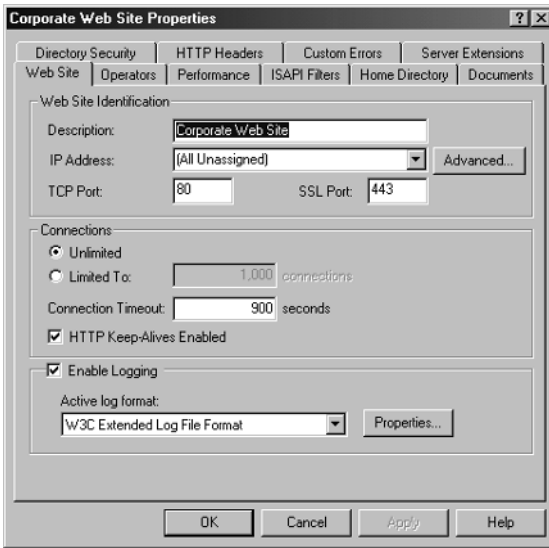 Corporate Web Site Properties ? ×
Directory Security HTTP Headers Custom Errors Server Extensions
Web Site Operators Performance ISAPI Filters Home Directory Documents
Web Site Identification
Description: Corporate Web Site
IP Address: (All Unassigned) Advanced...
TCP Port: 80 SSL Port: 443
Connections
Unlimited
Limited To: 1,000 connections
Connection Timeout: 900 seconds
HTTP Keep-Alives Enabled
Enable Logging
Active log format:
W3C Extended Log File Format Properties...
OK Cancel Apply Help